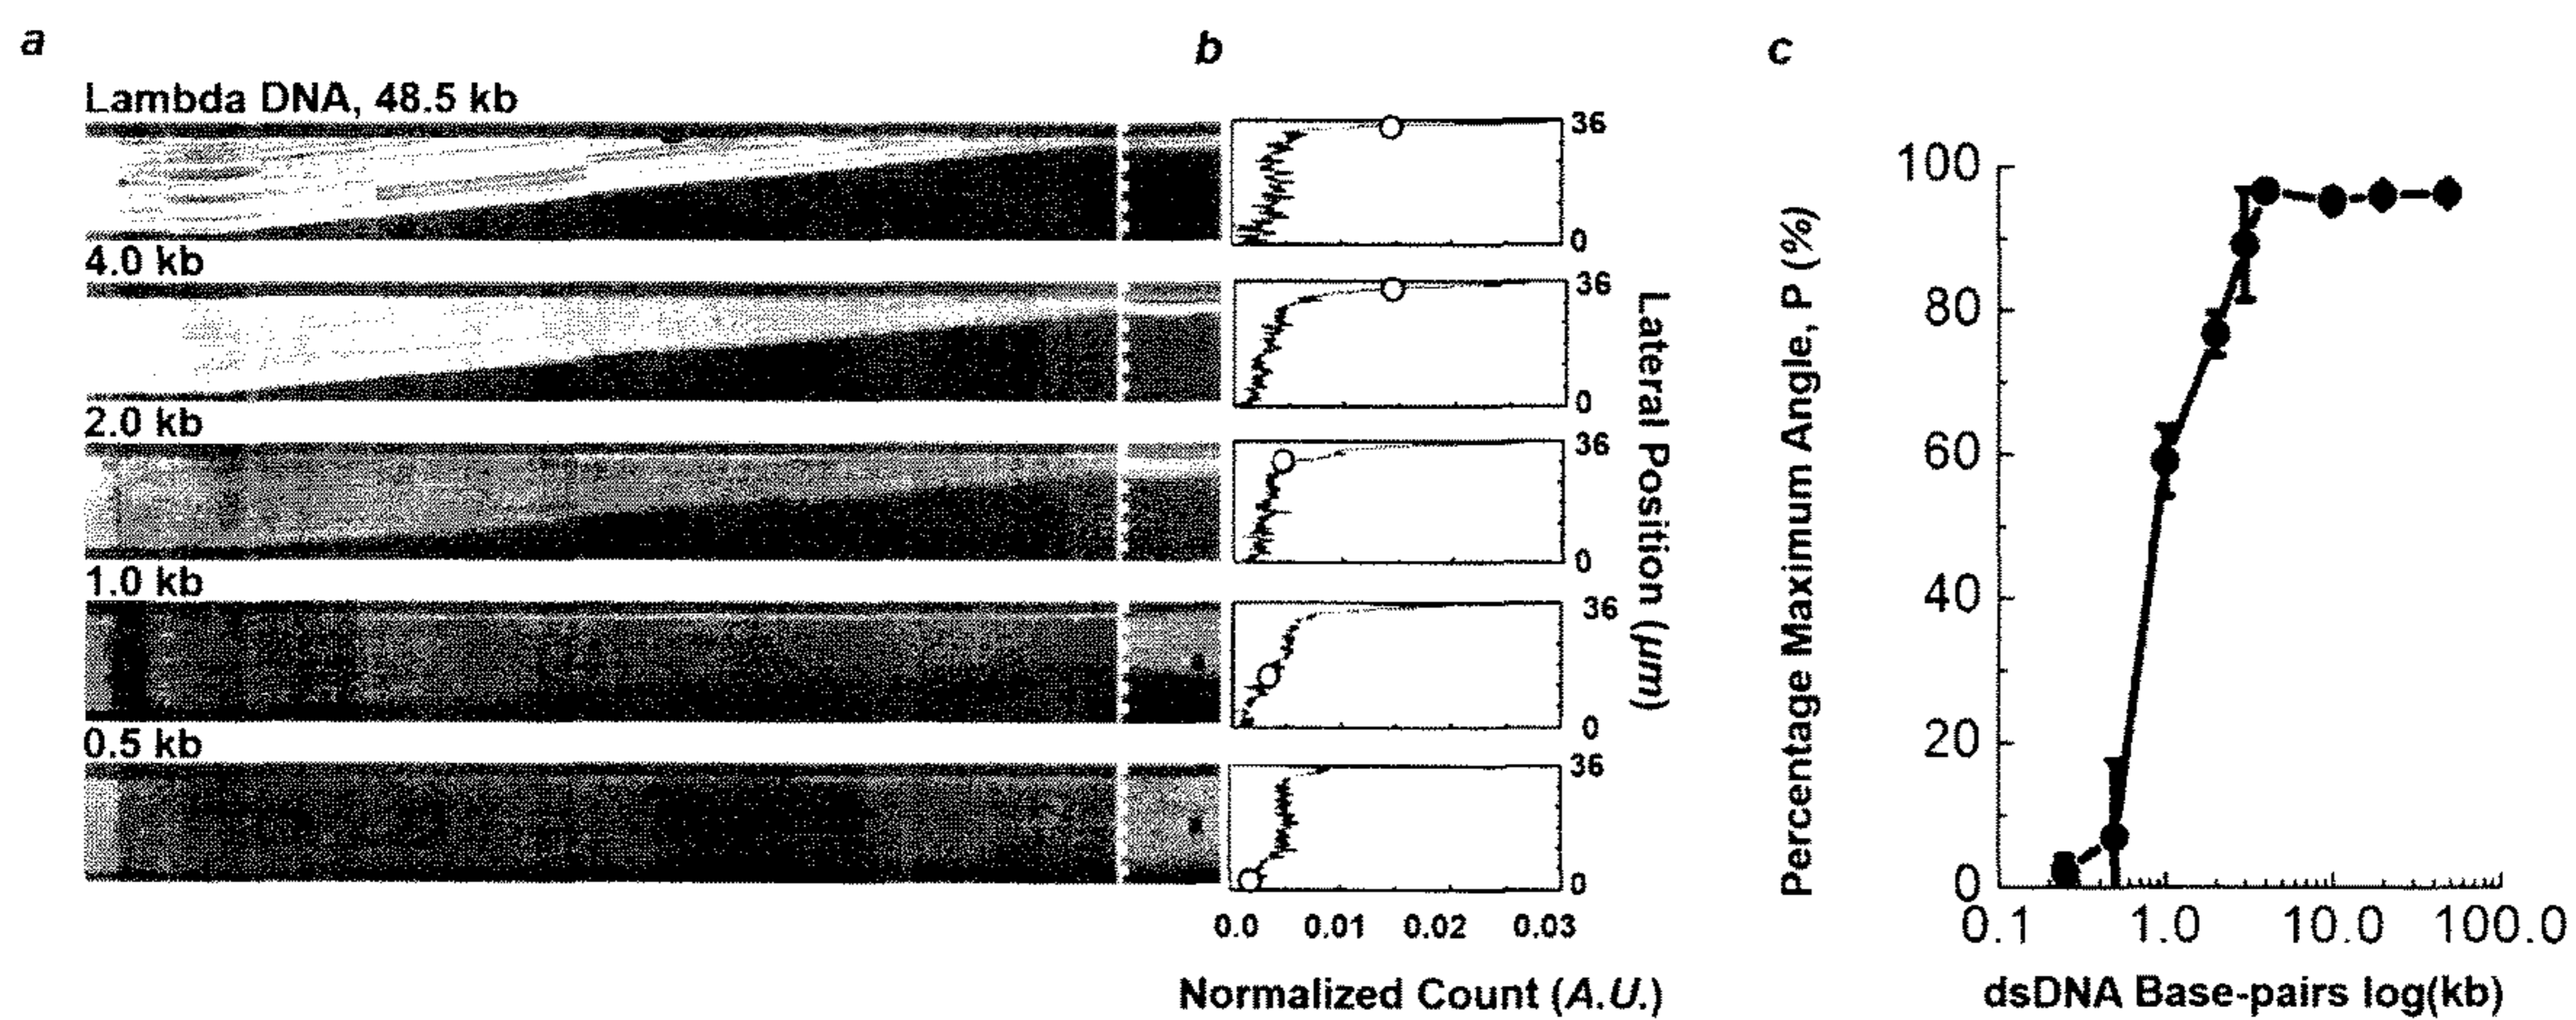 a
Lambda DNA, 48.5 kb
4.0 kb
2.0 kb
1.0 kb
0.5 kb
b
36
0
36
0
36
0
36
0
36
0
0.0 0.01 0.02 0.03
Normalized Count (A.U.)
Lateral Position (µm)
c
Percentage Maximum Angle, P (%)
100
80
60
40
20
0
0.1 1.0 10.0 100.0
dsDNA Base-pairs log(kb)